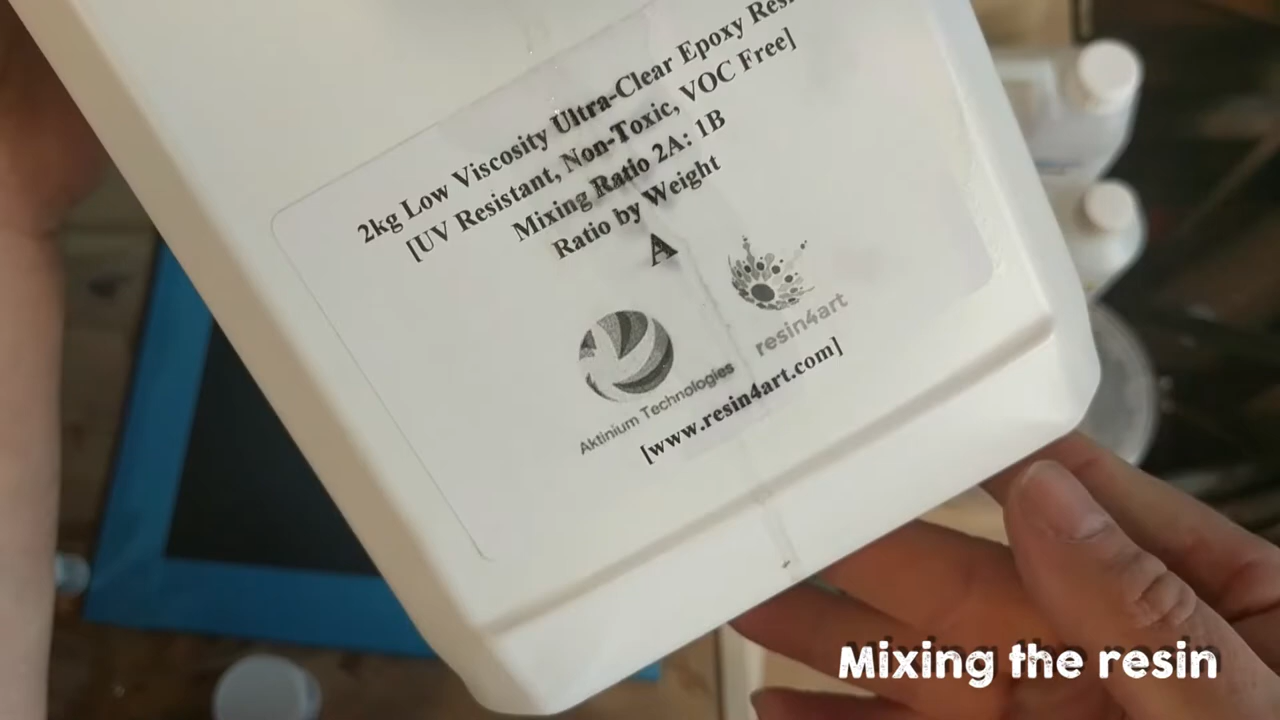 2kg Low Viscosity Ultra-Clear Epoxy Resi
[UV Resistant, Non-Toxic, VOC Free]
Mixing Ratio 2A: 1B
Ratio by Weight
A
Aktinium Technologies
resin4art
[www.resin4art.com]
Mixing the resin